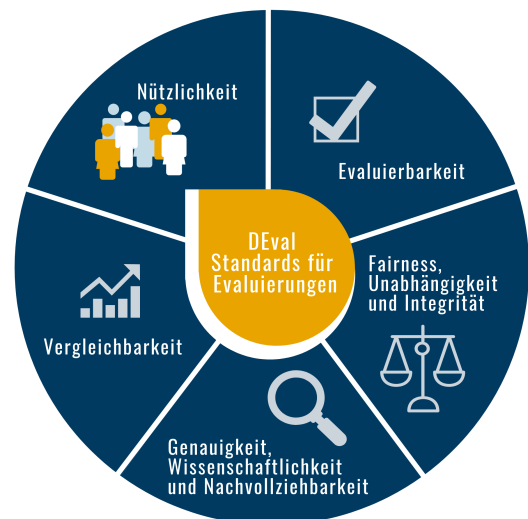 Nützlichkeit
Evaluierbarkeit
DEval
Standards für
Evaluierungen
Fairness,
Unabhängigkeit
und Integrität
Vergleichbarkeit
Genauigkeit,
Wissenschaftlichkeit
und Nachvollziehbarkeit